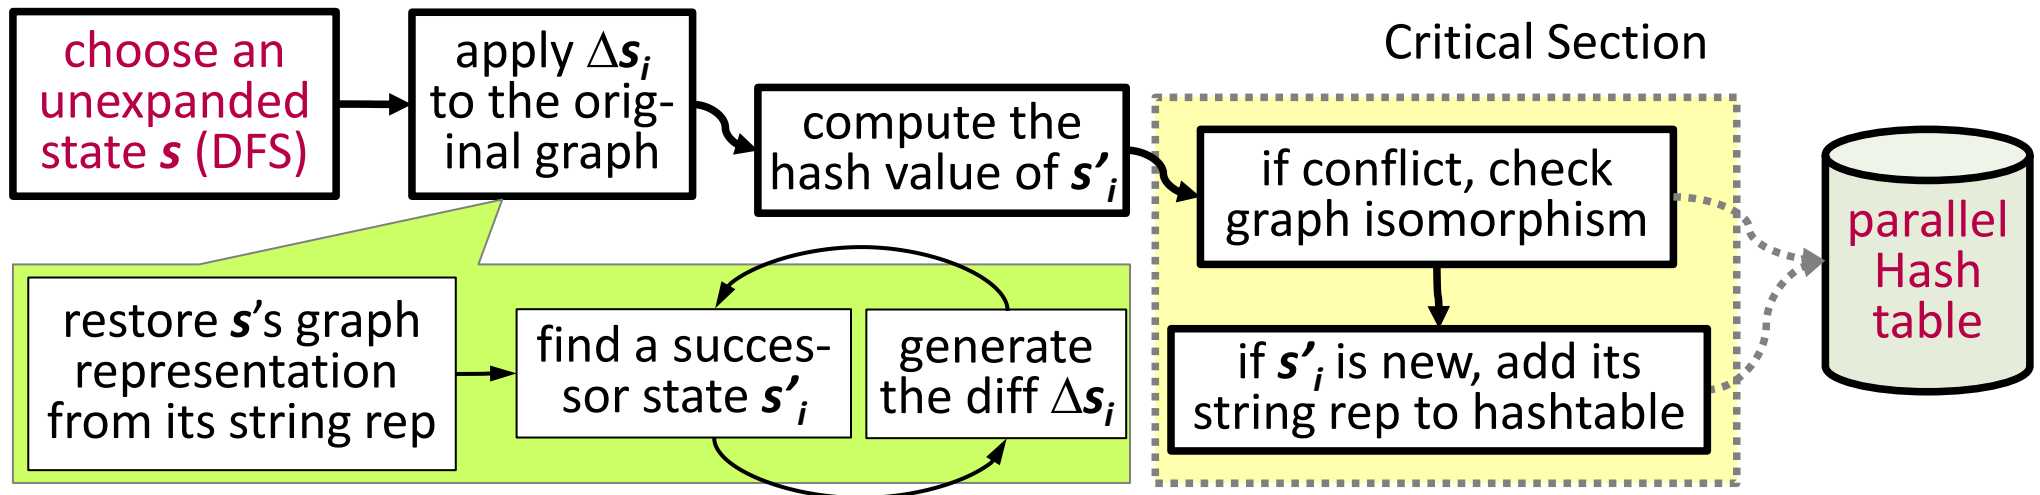 choose an
unexpanded
state s (DFS)
apply Δsi
to the orig-
inal graph
compute the
hash value of s’i
Critical Section
if conflict, check
graph isomorphism
if s’i is new, add its
string rep to hashtable
parallel
Hash
table
restore s’s graph
representation
from its string rep
find a succes-
sor state s’i
generate
the diff Δsi